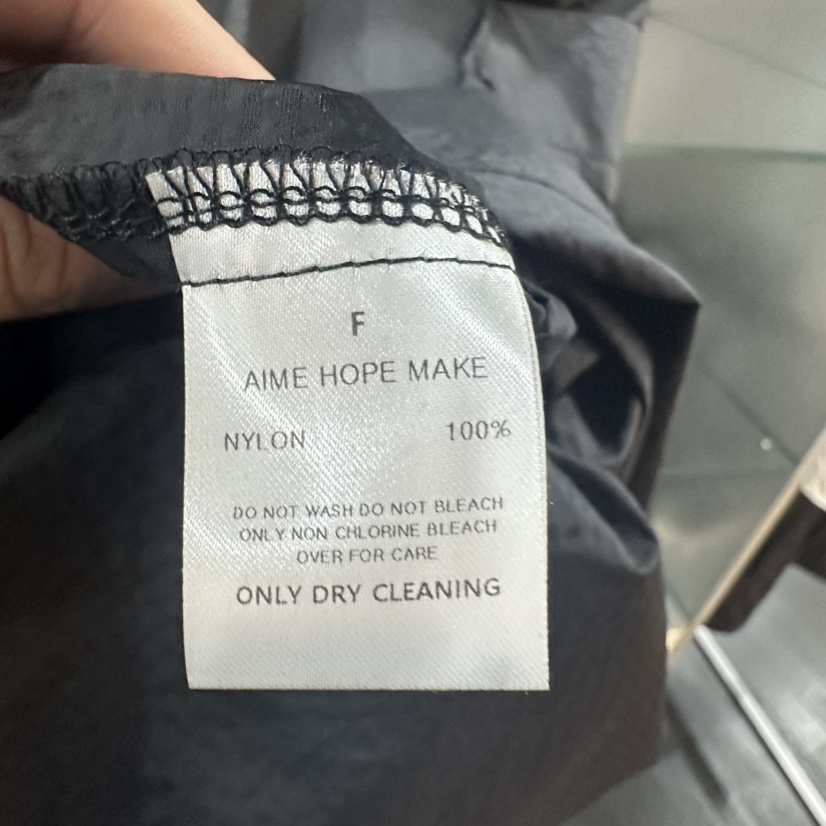 F
AIME HOPE MAKE
NYLON 100%
DO NOT WASH DO NOT BLEACH
ONLY NON CHLORINE BLEACH
OVER FOR CARE
ONLY DRY CLEANING